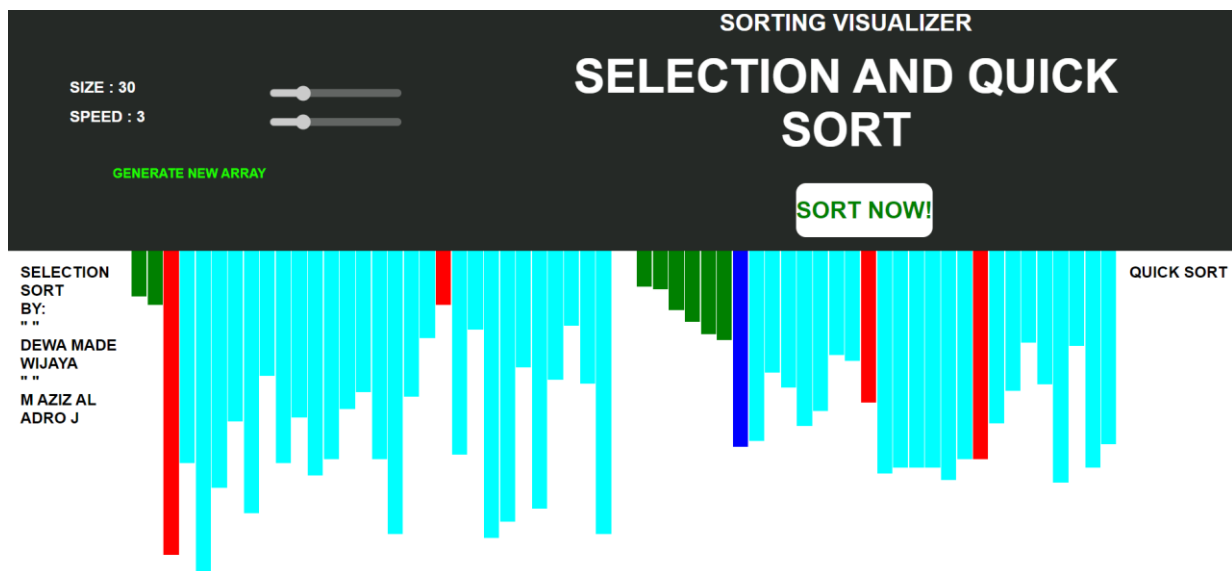 SORTING VISUALIZER
SIZE : 30
SPEED : 3
GENERATE NEW ARRAY
SELECTION AND QUICK
SORT
SORT NOW!
SELECTION
SORT
BY:
" "
DEWA MADE
WIJAYA
" "
M AZIZ AL
ADRO J
QUICK SORT